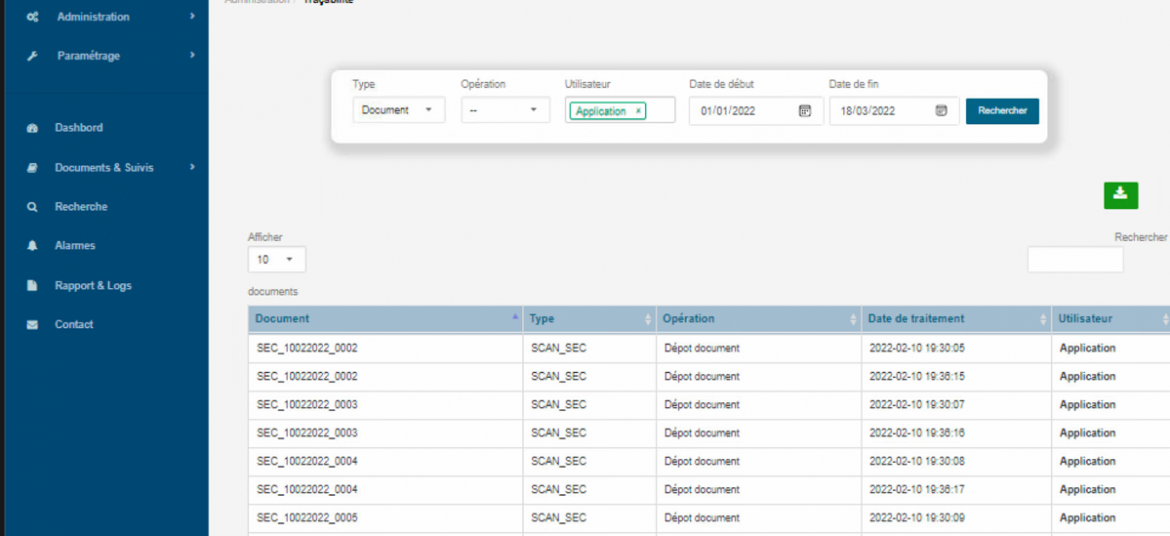 Administration
Paramétrage
Dashbord
Documents & Suivis
Recherche
Alarmes
Rapport & Logs
Contact
Administration / Traçabilité
Type Opération Utilisateur Date de début Date de fin
Document -- Application × 01/01/2022 18/03/2022 Rechercher
Afficher Rechercher
10
documents
Document Type Opération Date de traitement Utilisateur
SEC_10022022_0002 SCAN_SEC Dépot document 2022-02-10 19:30:05 Application
SEC_10022022_0002 SCAN_SEC Dépot document 2022-02-10 19:36:15 Application
SEC_10022022_0003 SCAN_SEC Dépot document 2022-02-10 19:30:07 Application
SEC_10022022_0003 SCAN_SEC Dépot document 2022-02-10 19:36:16 Application
SEC_10022022_0004 SCAN_SEC Dépot document 2022-02-10 19:30:08 Application
SEC_10022022_0004 SCAN_SEC Dépot document 2022-02-10 19:36:17 Application
SEC_10022022_0005 SCAN_SEC Dépot document 2022-02-10 19:30:09 Application